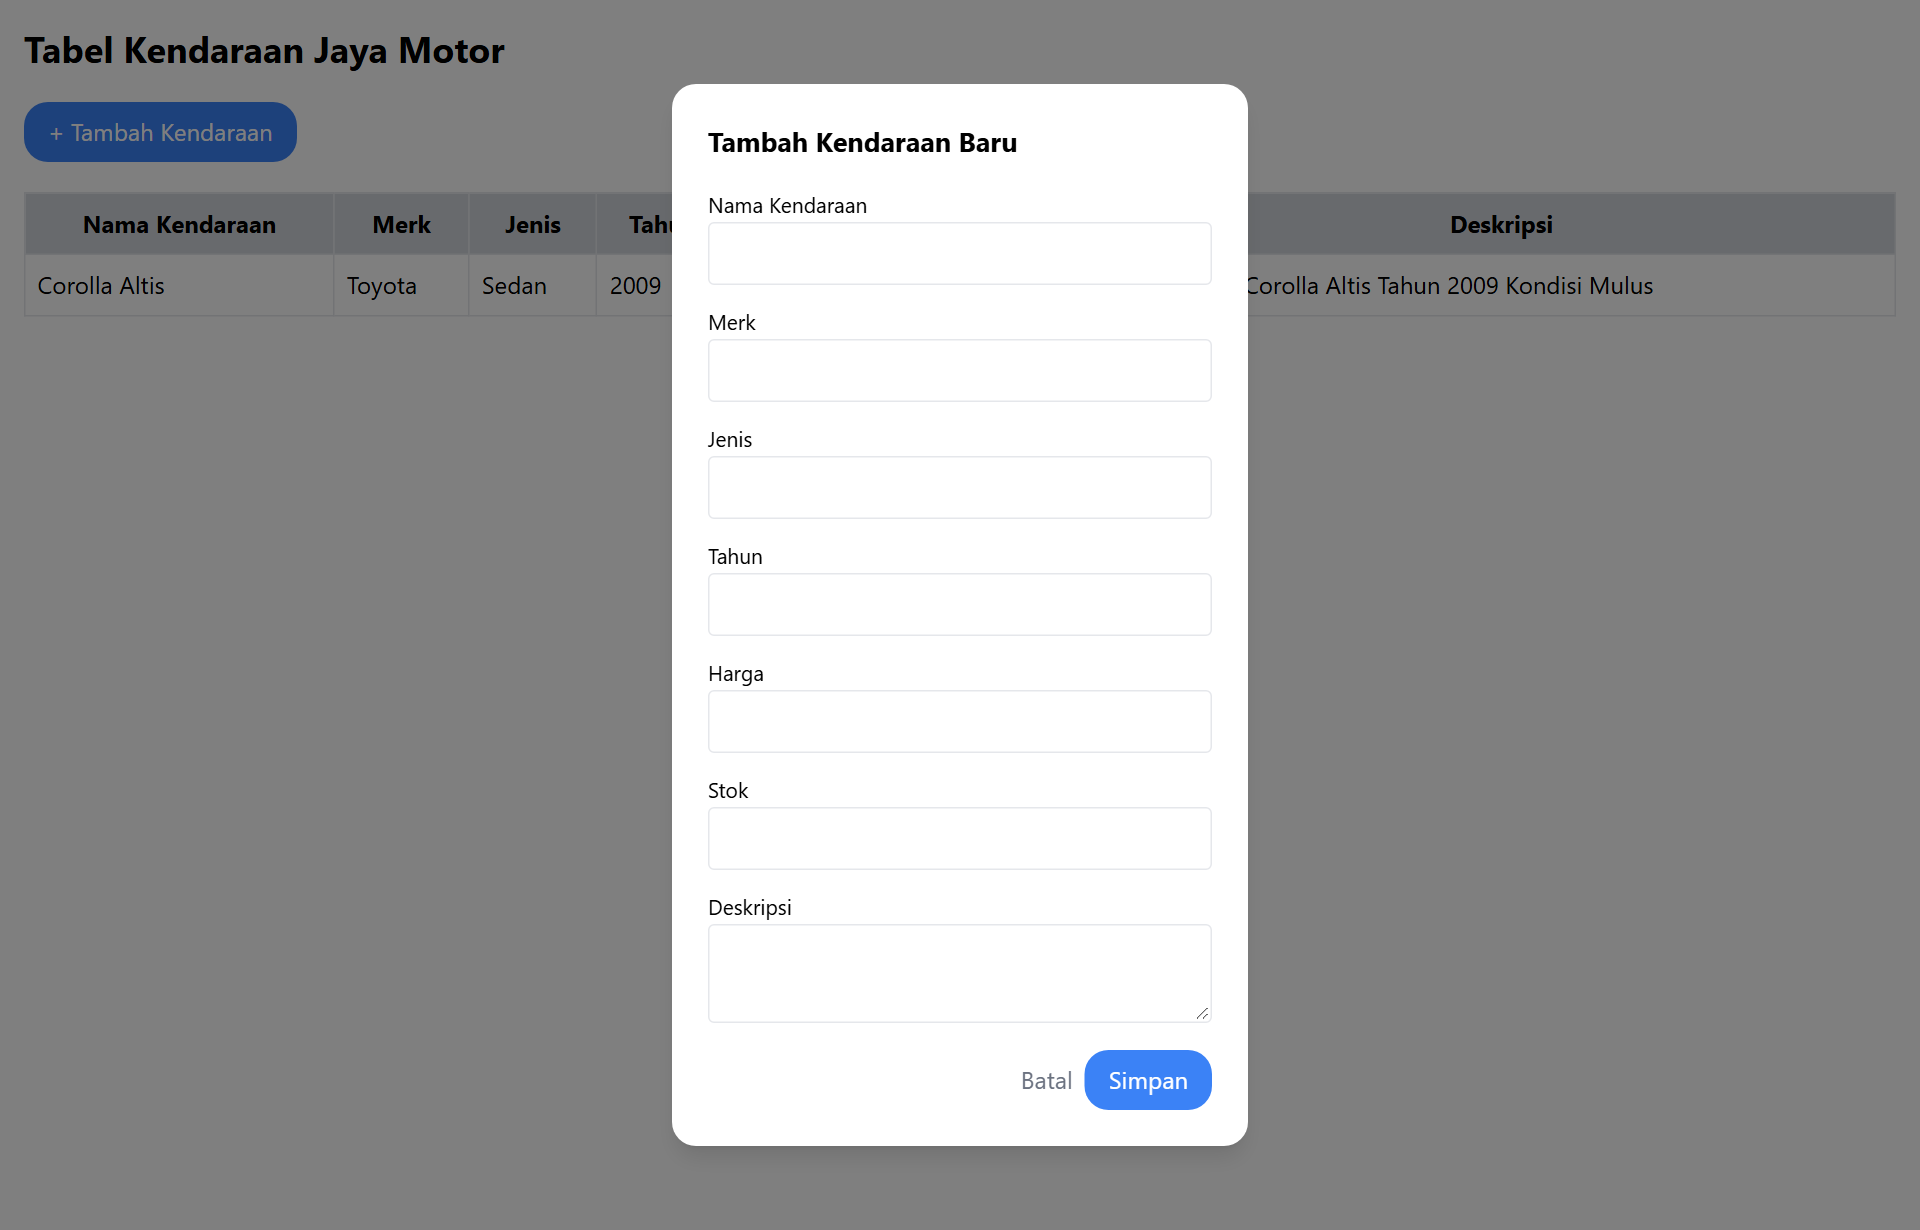 Tabel Kendaraan Jaya Motor
+ Tambah Kendaraan
Nama Kendaraan Merk Jenis Deskripsi
Corolla Altis Toyota Sedan 2009 Corolla Altis Tahun 2009 Kondisi Mulus
Tambah Kendaraan Baru
Nama Kendaraan
Merk
Jenis
Tahun
Harga
Stok
Deskripsi
Batal Simpan